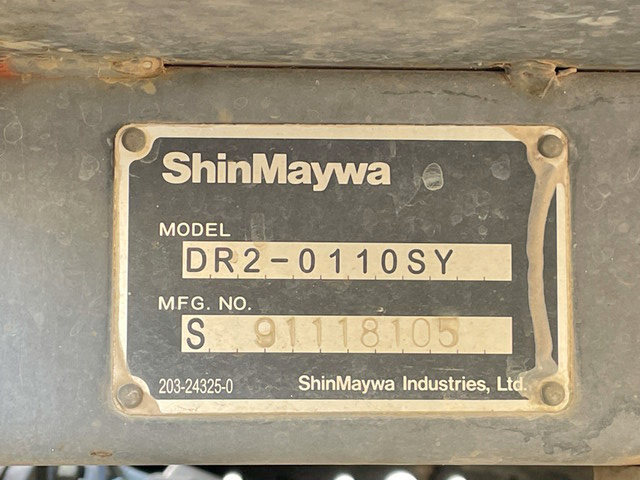 ShinMaywa
MODEL
DR2-0110SY
MFG. NO.
S 91118105
203-24325-0 ShinMaywa Industries, Ltd.